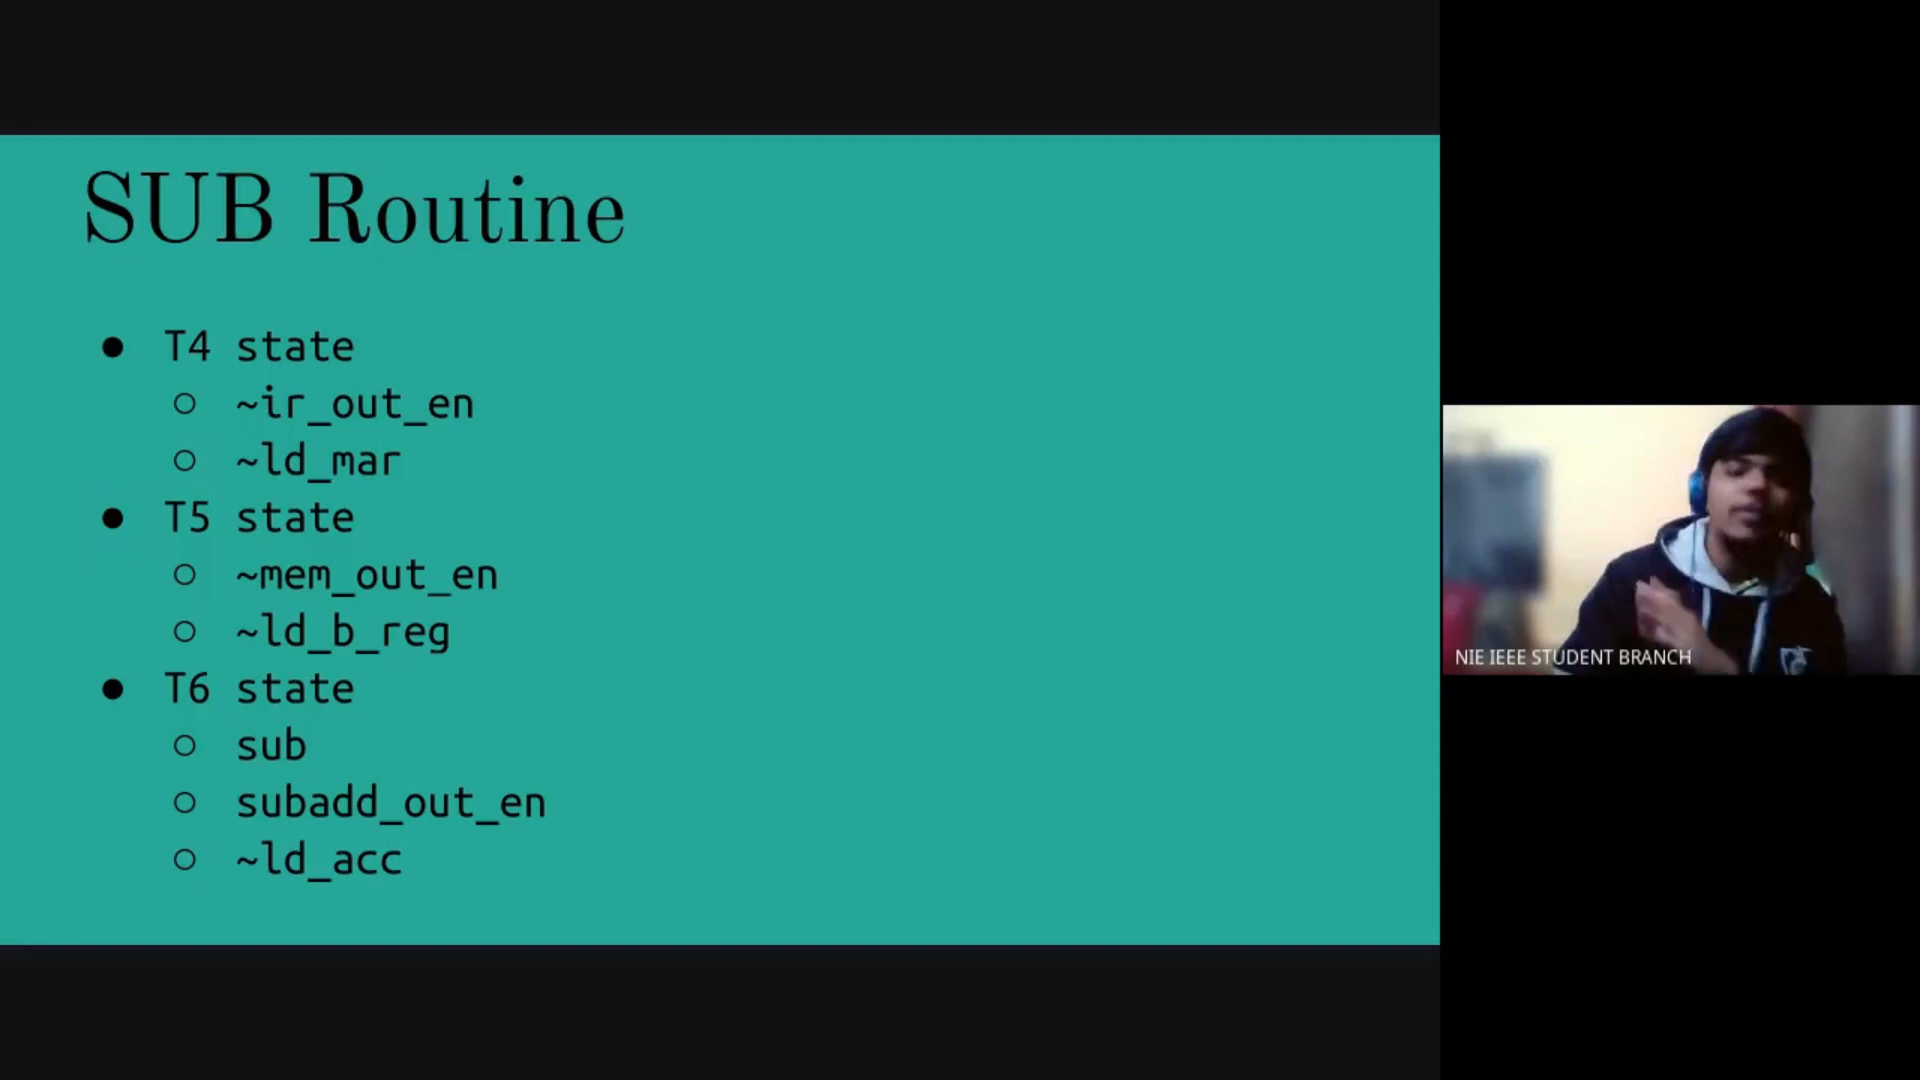 SUB Routine
● T4 state
○ ~ir_out_en
○ ~ld_mar
● T5 state
○ ~mem_out_en
○ ~ld_b_reg
● T6 state
○ sub
○ subadd_out_en
○ ~ld_acc
NIE IEEE STUDENT BRANCH